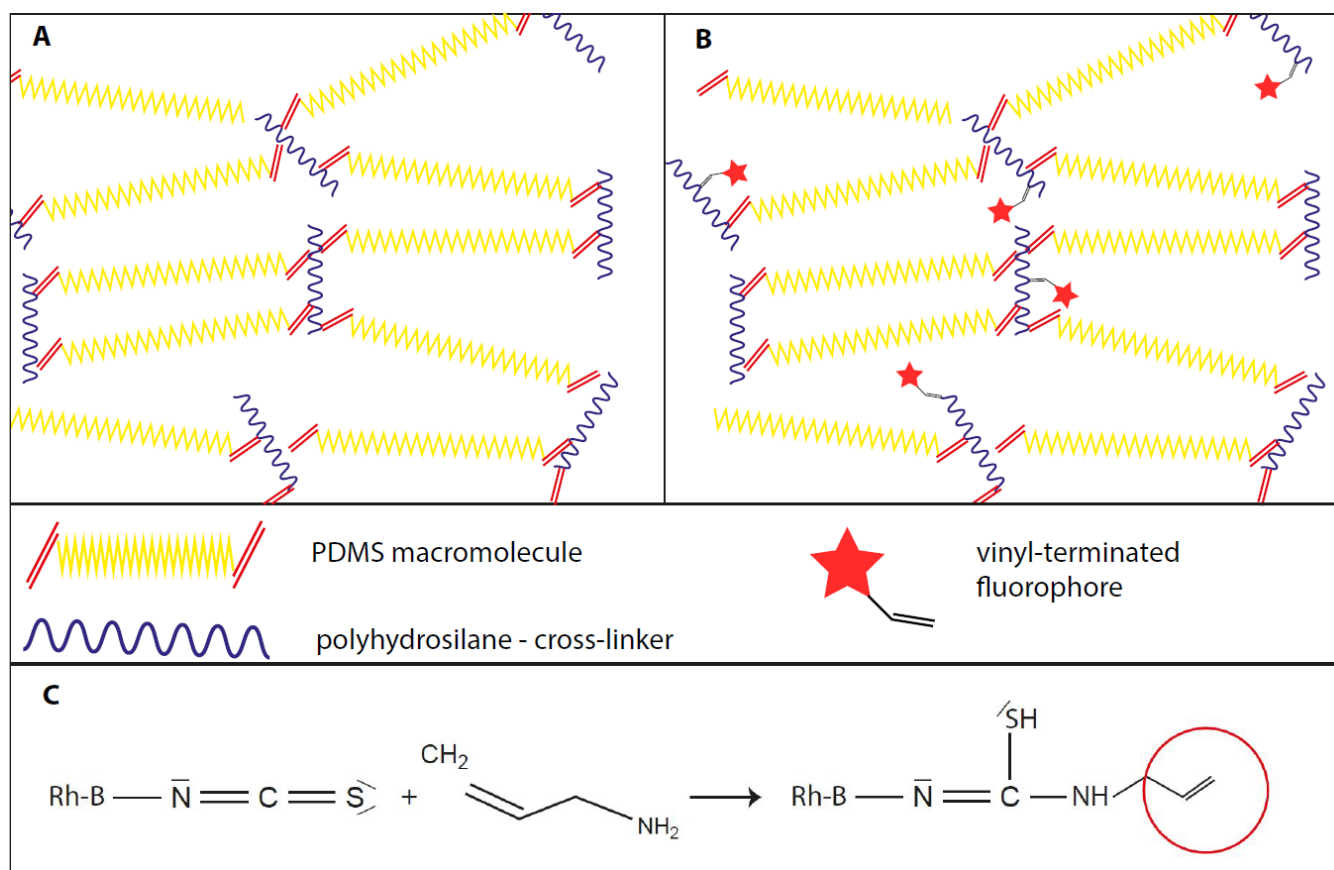 A
B
PDMS macromolecule
polyhydrosilane - cross-linker
vinyl-terminated
fluorophore
C
SH
CH2
Rh-B N C S + NH2 Rh-B N C NH